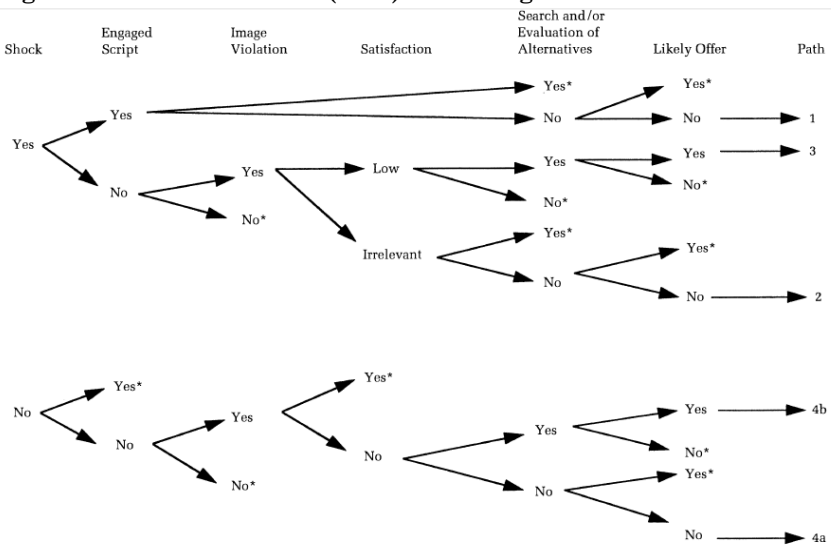 Search and/or
Engaged Image Evaluation of
Shock Script Violation Satisfaction Alternatives Likely Offer Path
Yes* Yes*
Yes No No 1
Yes Yes Low Yes Yes 3
No No* No*
No* Yes*
Irrelevant Yes*
No
No 2
Yes* Yes*
No Yes Yes Yes 4b
No No No*
No* Yes*
No
No 4a